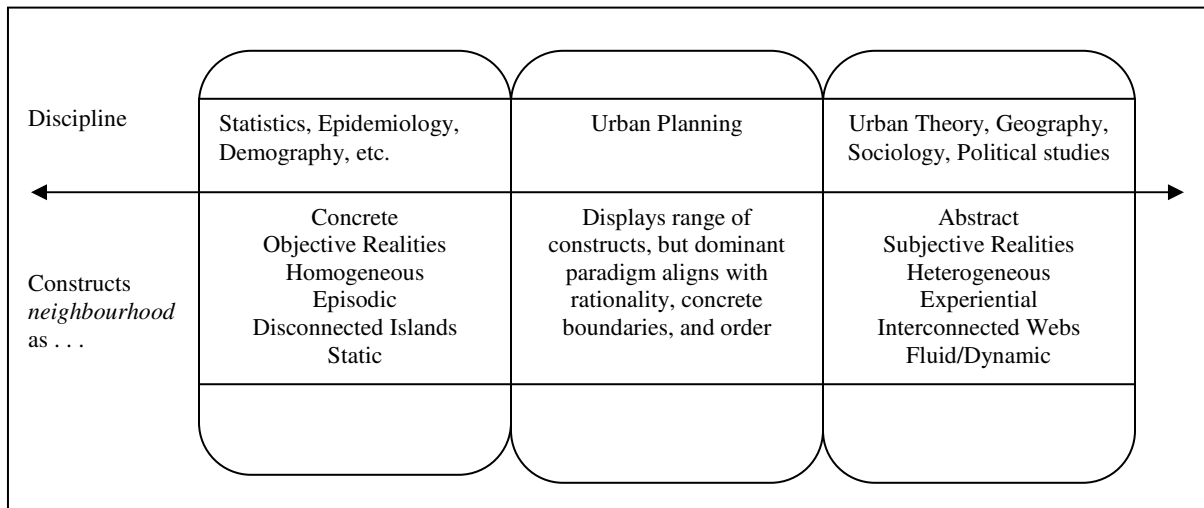 Discipline
Statistics, Epidemiology,
Demography, etc.
Urban Planning
Urban Theory, Geography,
Sociology, Political studies
Constructs
neighbourhood
as . . .
Concrete
Objective Realities
Homogeneous
Episodic
Disconnected Islands
Static
Displays range of
constructs, but dominant
paradigm aligns with
rationality, concrete
boundaries, and order
Abstract
Subjective Realities
Heterogeneous
Experiential
Interconnected Webs
Fluid/Dynamic